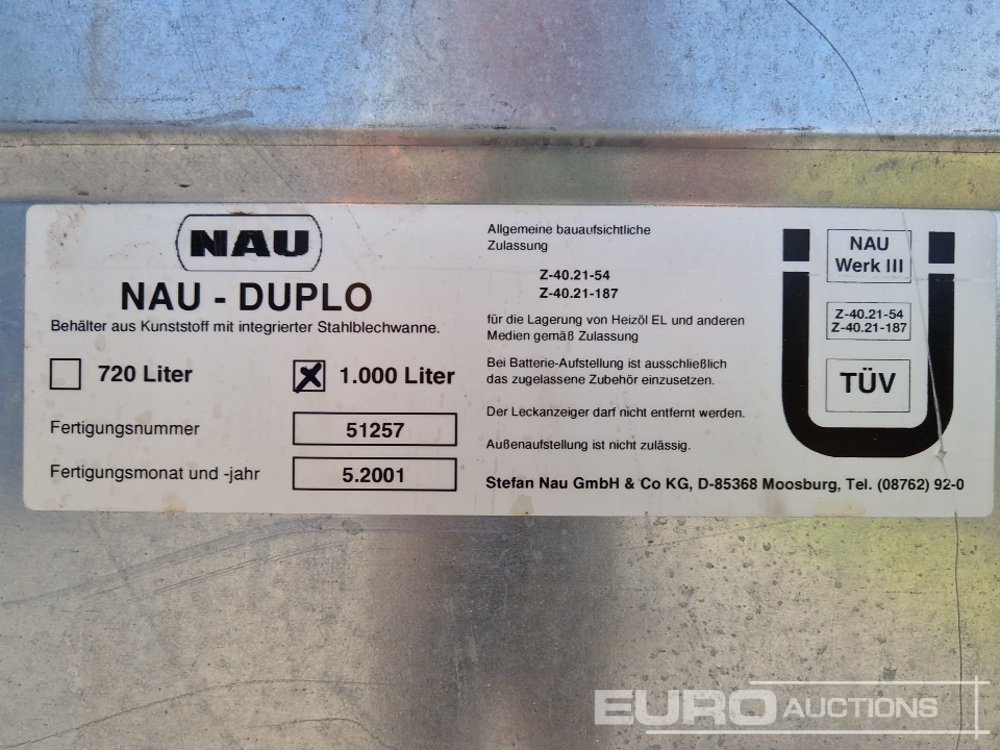 NAU
NAU - DUPLO
Behälter aus Kunststoff mit integrierter Stahlblechwanne.
720 Liter
1.000 Liter
Fertigungsnummer
51257
Fertigungsmonat und -jahr
5.2001
Allgemeine bauaufsichtliche
Zulassung
Z-40.21-54
Z-40.21-187
für die Lagerung von Heizöl EL und anderen
Medien gemäß Zulassung
Bei Batterie-Aufstellung ist ausschließlich
das zugelassene Zubehör einzusetzen.
Der Leckanzeiger darf nicht entfernt werden.
Außenaufstellung ist nicht zulässig.
Stefan Nau GmbH & Co KG, D-85368 Moosburg, Tel. (08762) 92-0
NAU
Werk III
Z-40.21-54
Z-40.21-187
TÜV
EURO AUCTIONS